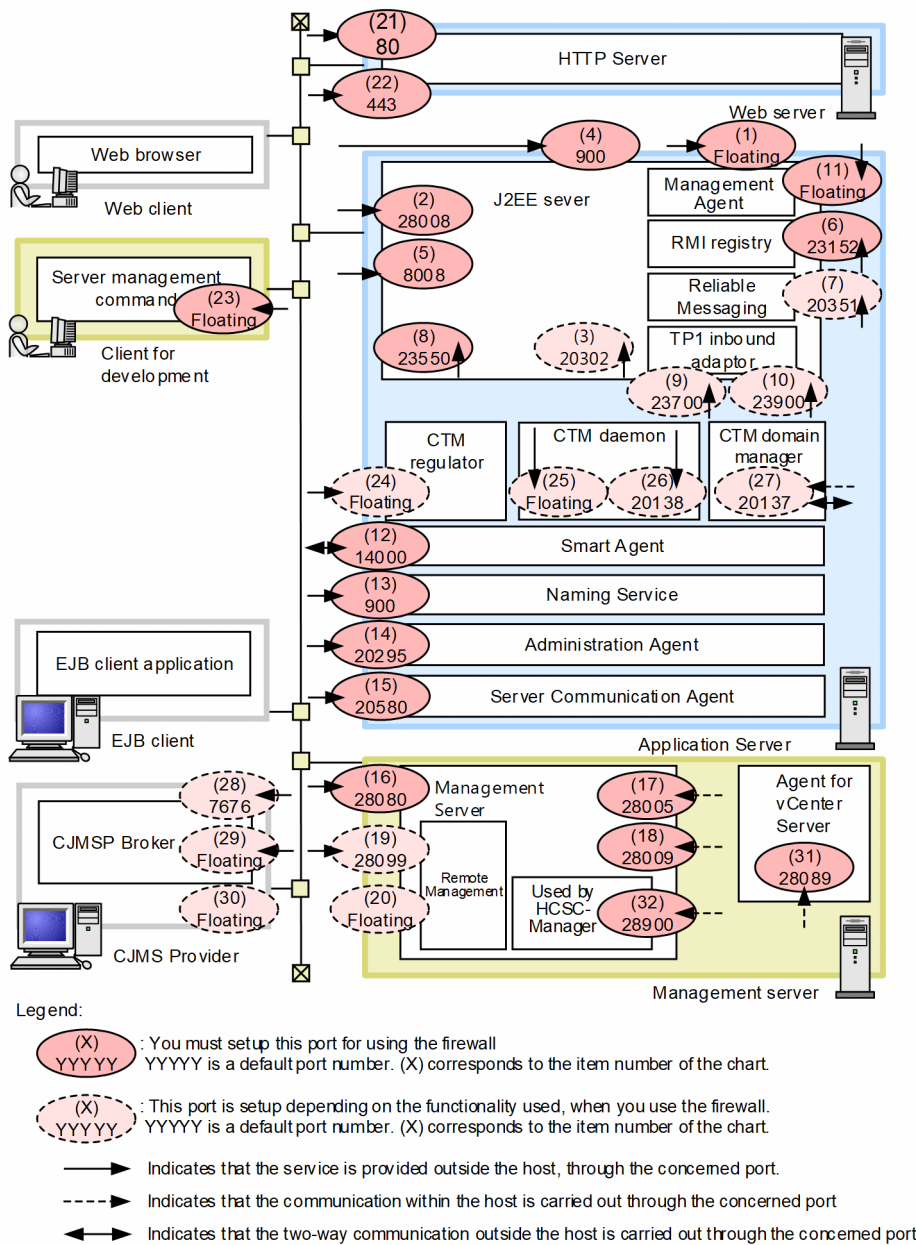 (21)
80
HTTP Server
(22)
443
Web server
Web browser
Web client
(4)
900
(1)
Floating
J2EE sever
Management
Agent
(11)
Floating
(2)
28008
RMI registry
(6)
23152
(5)
8008
Reliable
Messaging
(7)
20351
Server management
command
(23)
Floating
Client for
development
(8)
23550
(3)
20302
TP1 inbound
adaptor
(9)
23700
(10)
23900
CTM
regulator
(24)
Floating
CTM daemon
(25)
Floating
(26)
20138
CTM domain
manager
(27)
20137
(12)
14000
Smart Agent
(13)
900
Naming Service
(14)
20295
Administration Agent
(15)
20580
Server Communication Agent
Application Server
EJB client application
EJB client
(16)
28080
Management
Server
(17)
28005
Agent for
vCenter
Server
(28)
7676
CJMSP Broker
(29)
Floating
(30)
Floating
CJMS Provider
(19)
28099
(20)
Floating
Remote
Management
(18)
28009
Used by
HCSC-
Manager
(32)
28900
(31)
28089
Management server
Legend:
(X)
YYYYY
: You must setup this port for using the firewall
YYYYY is a default port number. (X) corresponds to the item number of the chart.
(X)
YYYYY
: This port is setup depending on the functionality used, when you use the firewall.
YYYYY is a default port number. (X) corresponds to the item number of the chart.
Indicates that the service is provided outside the host, through the concerned port.
Indicates that the communication within the host is carried out through the concerned port
Indicates that the two-way communication outside the host is carried out through the concerned port